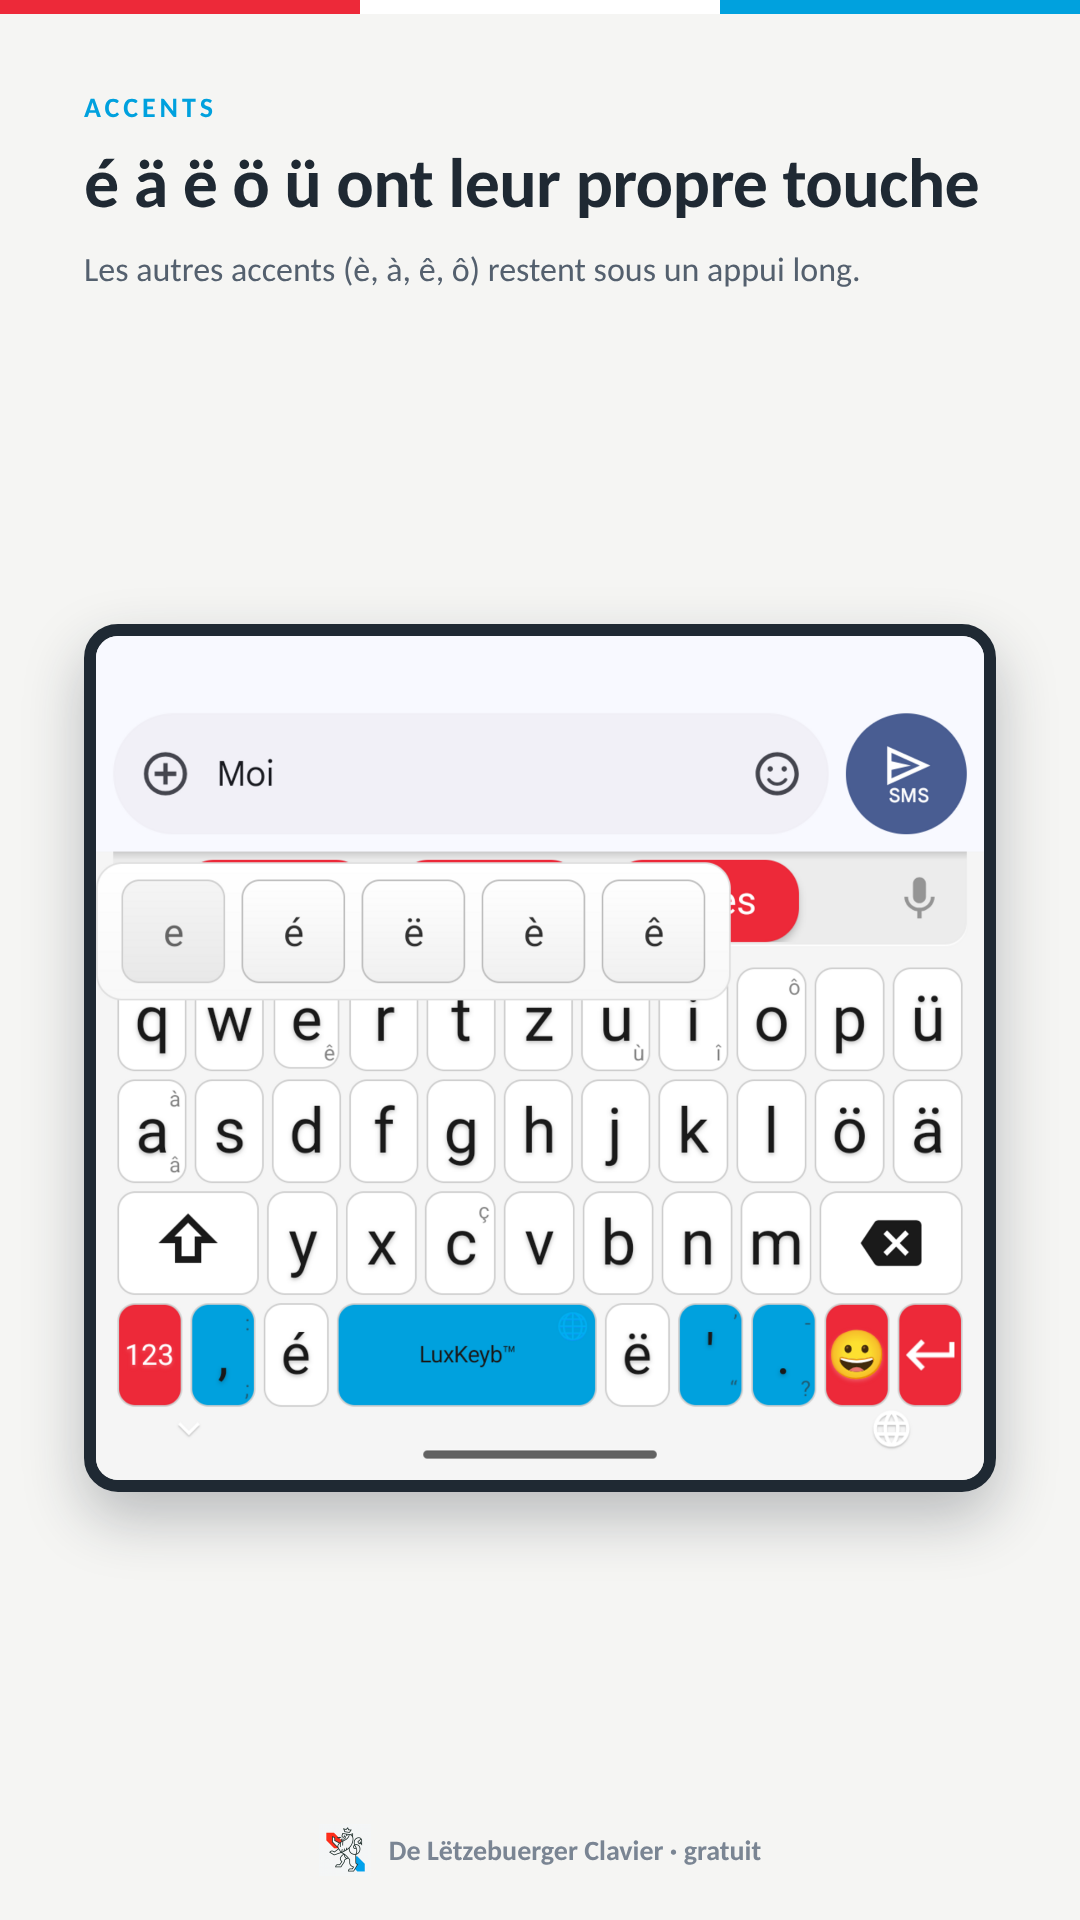 ACCENTS
é ä ë ö ü ont leur propre touche
Les autres accents (è, à, ê, ô) restent sous un appui long.
Moi
SMS
es
e é ë è ê
q w e ê r t z u ù i î o ô p ü
a à â s d f g h j k l ö ä
y x c ç v b n m
123 , : ; é LuxKeyb™ ë ' “ . - ?
De Lëtzebuerger Clavier · gratuit